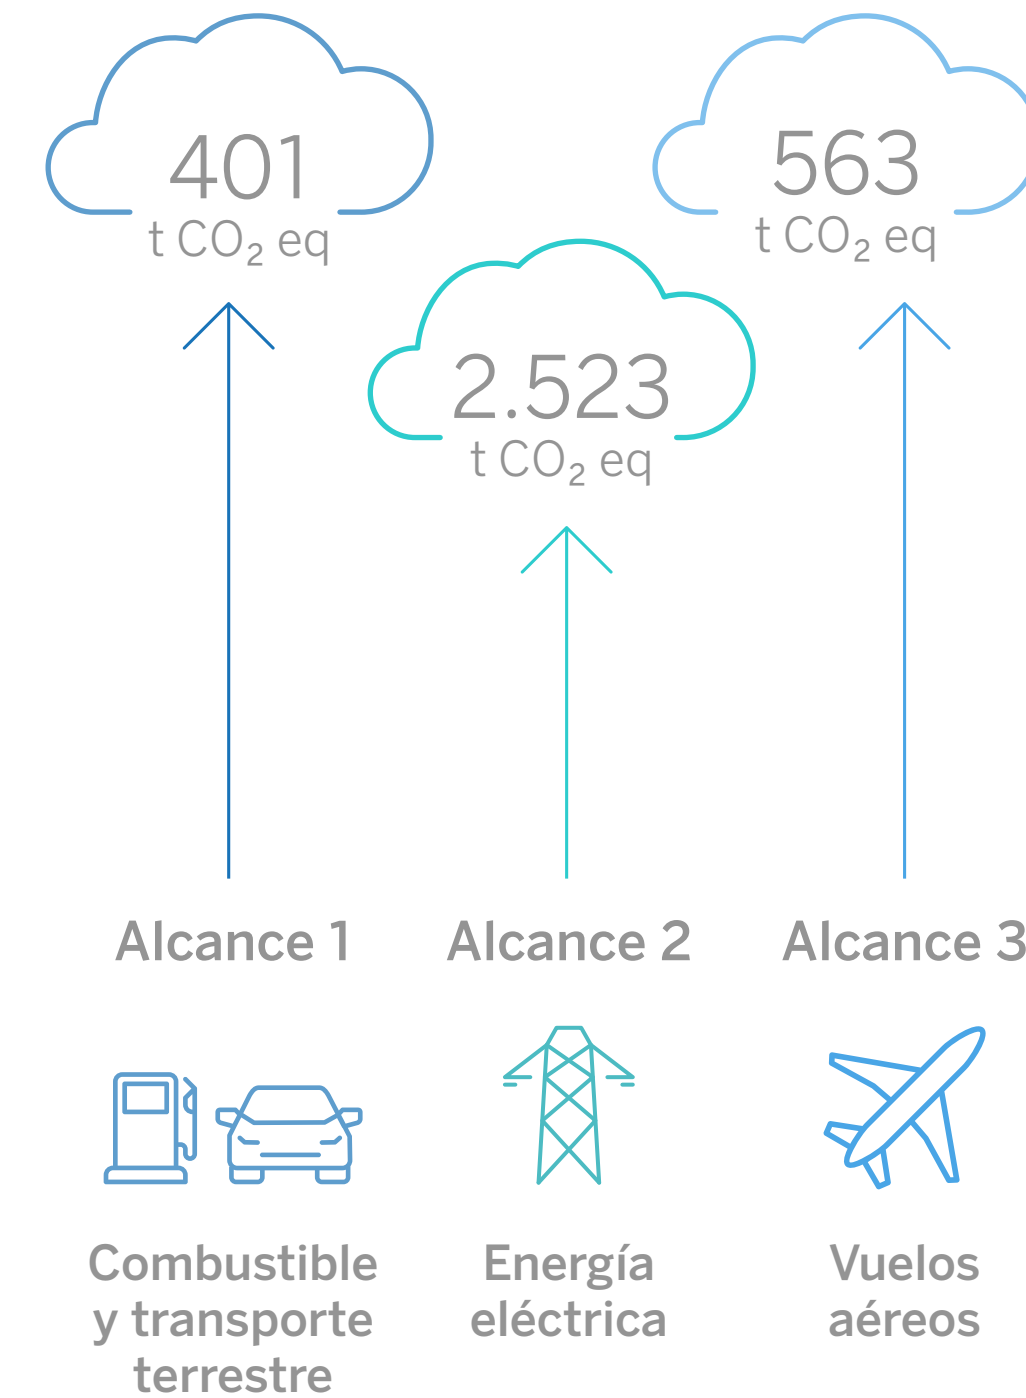 401
t CO₂ eq
563
t CO₂ eq
2.523
t CO₂ eq
Alcance 1
Alcance 2
Alcance 3
Combustible
y transporte
terrestre
Energía
eléctrica
Vuelos
aéreos